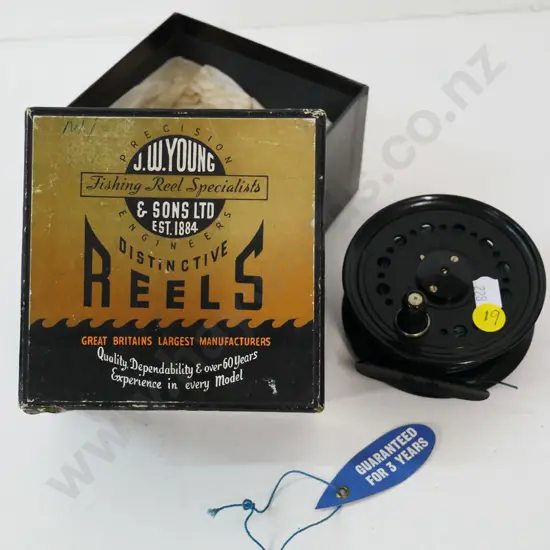 PRECISION
J.W.YOUNG
Fishing Reel Specialists
& SONS LTD
EST. 1884
ENGINEERS
DISTINCTIVE
REELS
GREAT BRITAINS LARGEST MANUFACTURERS
Quality, Dependability & over 60 Years
Experience in every Model
228
19
GUARANTEED
FOR 3 YEARS